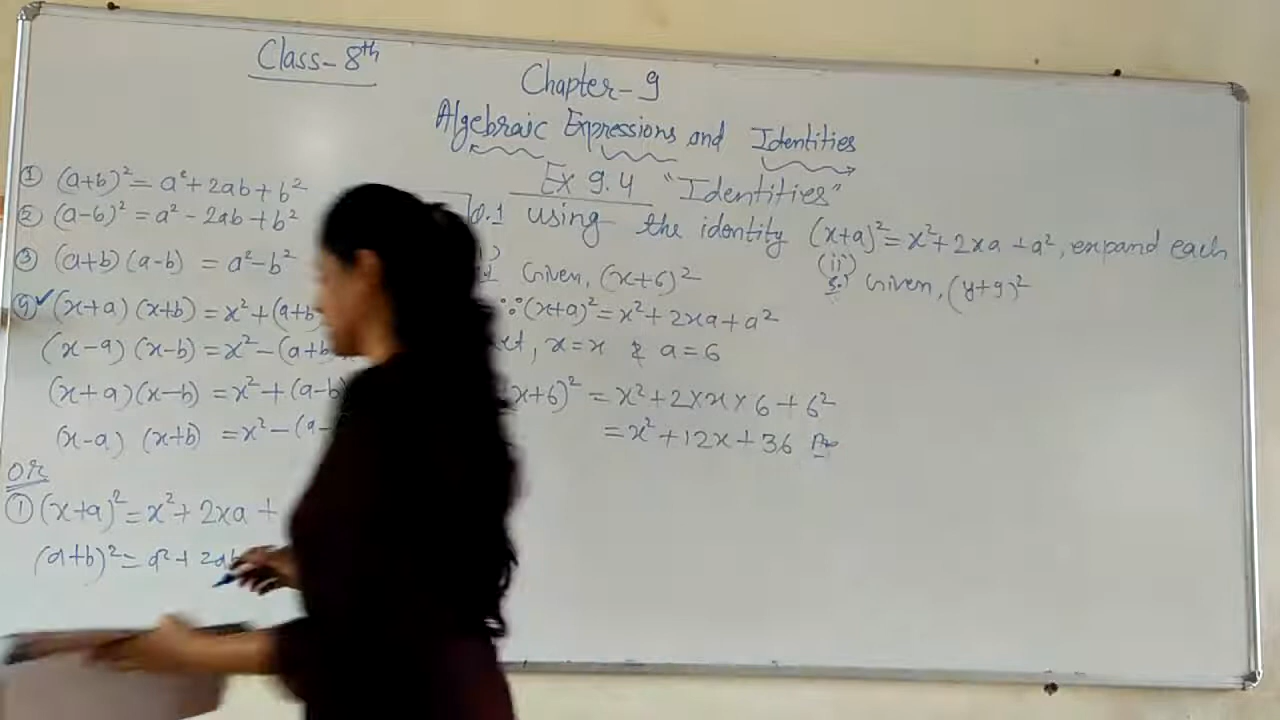 Class-8th
Chapter-9
Algebraic Expressions and Identities
Ex 9.4 "Identities"
① (a+b)² = a²+2ab+b²
② (a-b)² = a²-2ab+b²
③ (a+b)(a-b) = a²-b²
④✓ (x+a)(x+b) = x²+(a+b
(x-a)(x-b) = x²-(a+b
(x+a)(x-b) = x²+(a-b)
(x-a)(x+b) = x²-(a-
OR
① (x+a)² = x²+2xa+
(a+b)² = a²+2ab
Q.1 using the identity (x+a)² = x²+2xa+a², expand each
Given, (x+6)²
∵ (x+a)² = x²+2xa+a²
x=x & a=6
x+6)² = x²+2×x×6+6²
= x²+12x+36 Ans
(ii)
S.) Given, (y+9)²